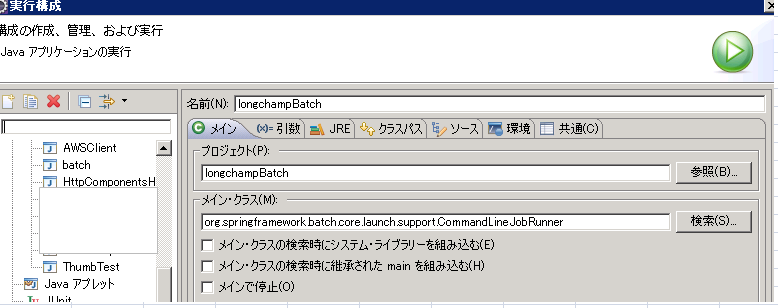 実行構成
構成の作成、管理、および実行
Java アプリケーションの実行
名前(N): longchampBatch
メイン (x)= 引数 JRE クラスパス ソース 環境 共通(C)
プロジェクト(P):
longchampBatch 参照(B)...
メイン・クラス(M):
org.springframework.batch.core.launch.support.CommandLineJobRunner 検索(S)...
メイン・クラスの検索時にシステム・ライブラリーを組み込む(E)
メイン・クラスの検索時に継承された main を組み込む(H)
メインで停止(O)
AWSClient
batch
HttpComponentsH
ThumbTest
Java アプレット
JUnit